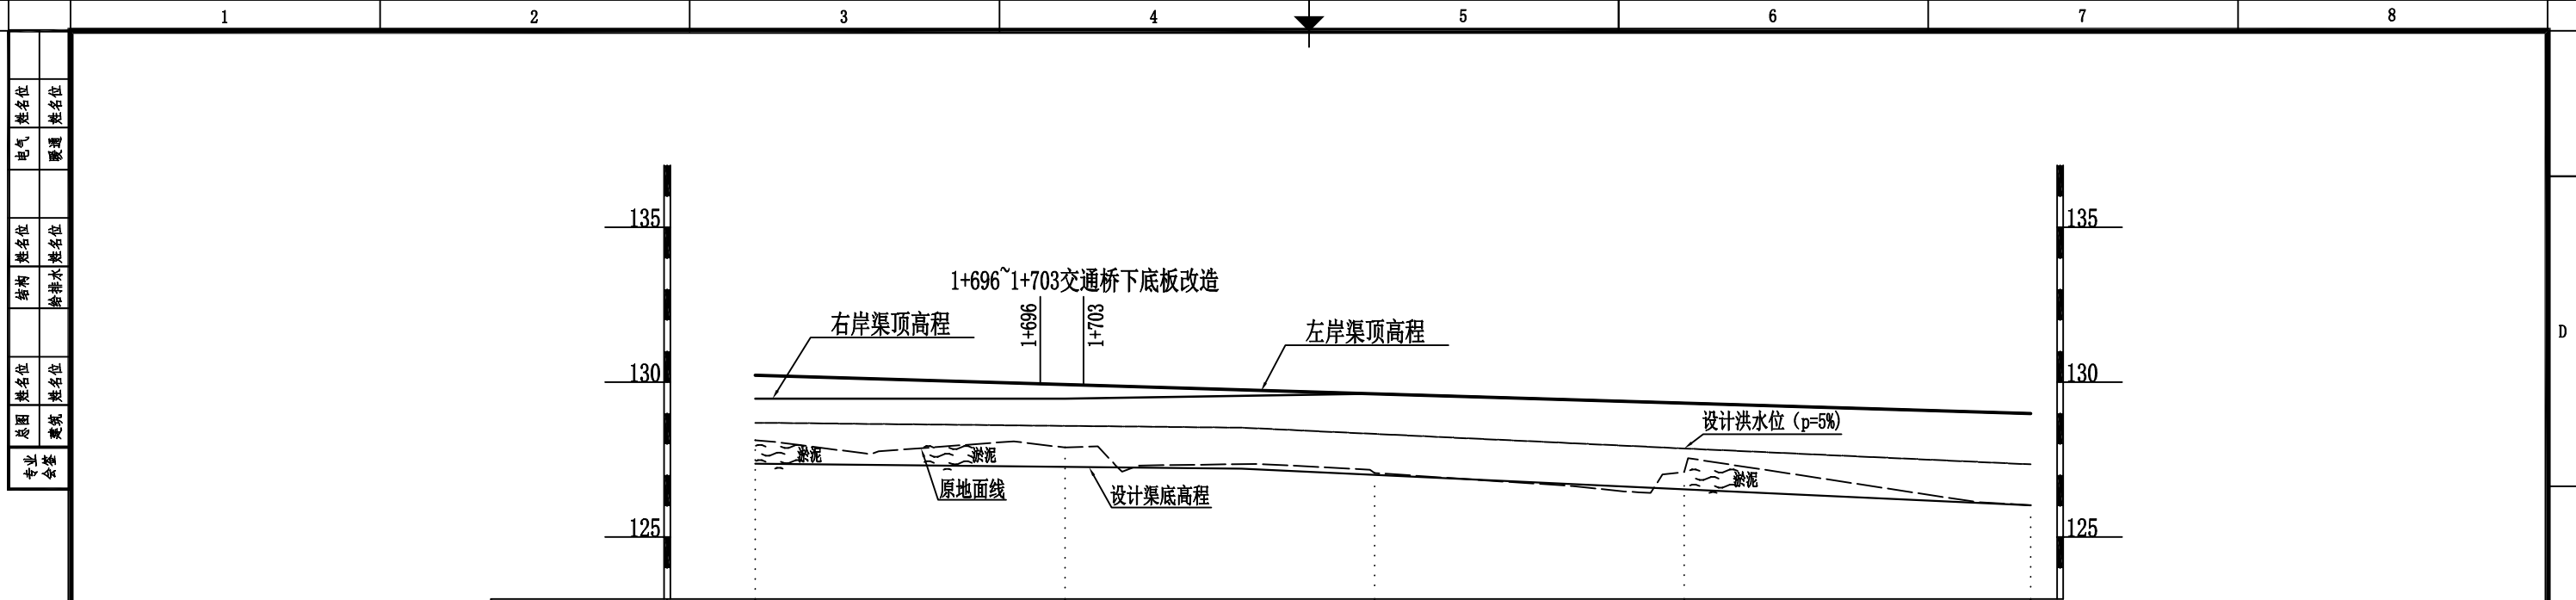 1 2 3 4 5 6 7 8
姓名位 姓名位
电气 暖通
姓名位 姓名位
结构 给排水
姓名位 姓名位
总图 建筑
专业
会签
D
135
135
1+696~1+703交通桥下底板改造
1+696
1+703
右岸渠顶高程
左岸渠顶高程
130
130
设计洪水位（p=5%）
淤泥
淤泥
淤泥
原地面线
设计渠底高程
125
125